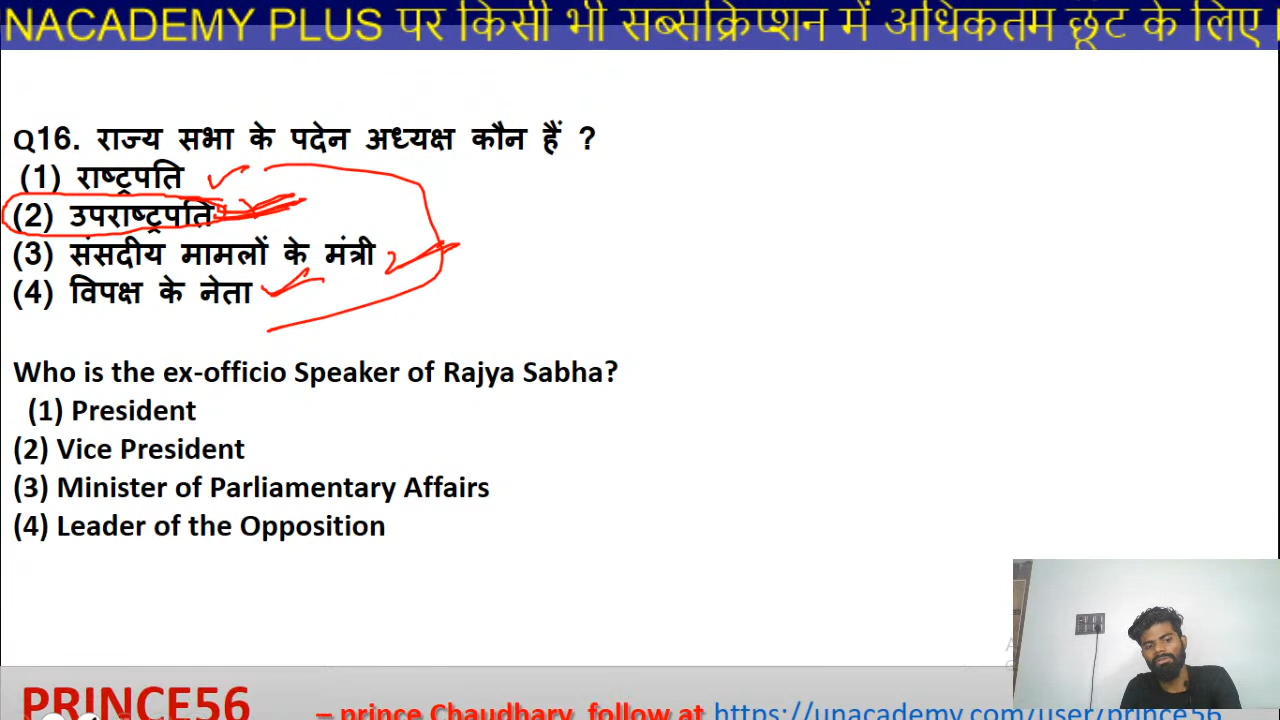 NACADEMY PLUS पर किसी भी सब्सक्रिप्शन में अधिकतम छूट के लिए
Q16. राज्य सभा के पदेन अध्यक्ष कौन हैं ?
(1) राष्ट्रपति
(2) उपराष्ट्रपति
(3) संसदीय मामलों के मंत्री
(4) विपक्ष के नेता
Who is the ex-officio Speaker of Rajya Sabha?
(1) President
(2) Vice President
(3) Minister of Parliamentary Affairs
(4) Leader of the Opposition
PRINCE56 – prince Chaudhary follow at https://unacademy.com/user/prince56